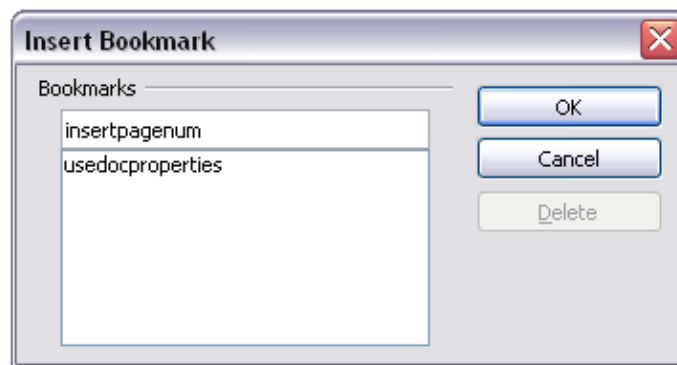 Insert Bookmark
Bookmarks
insertpagenum
usedocproperties
OK
Cancel
Delete